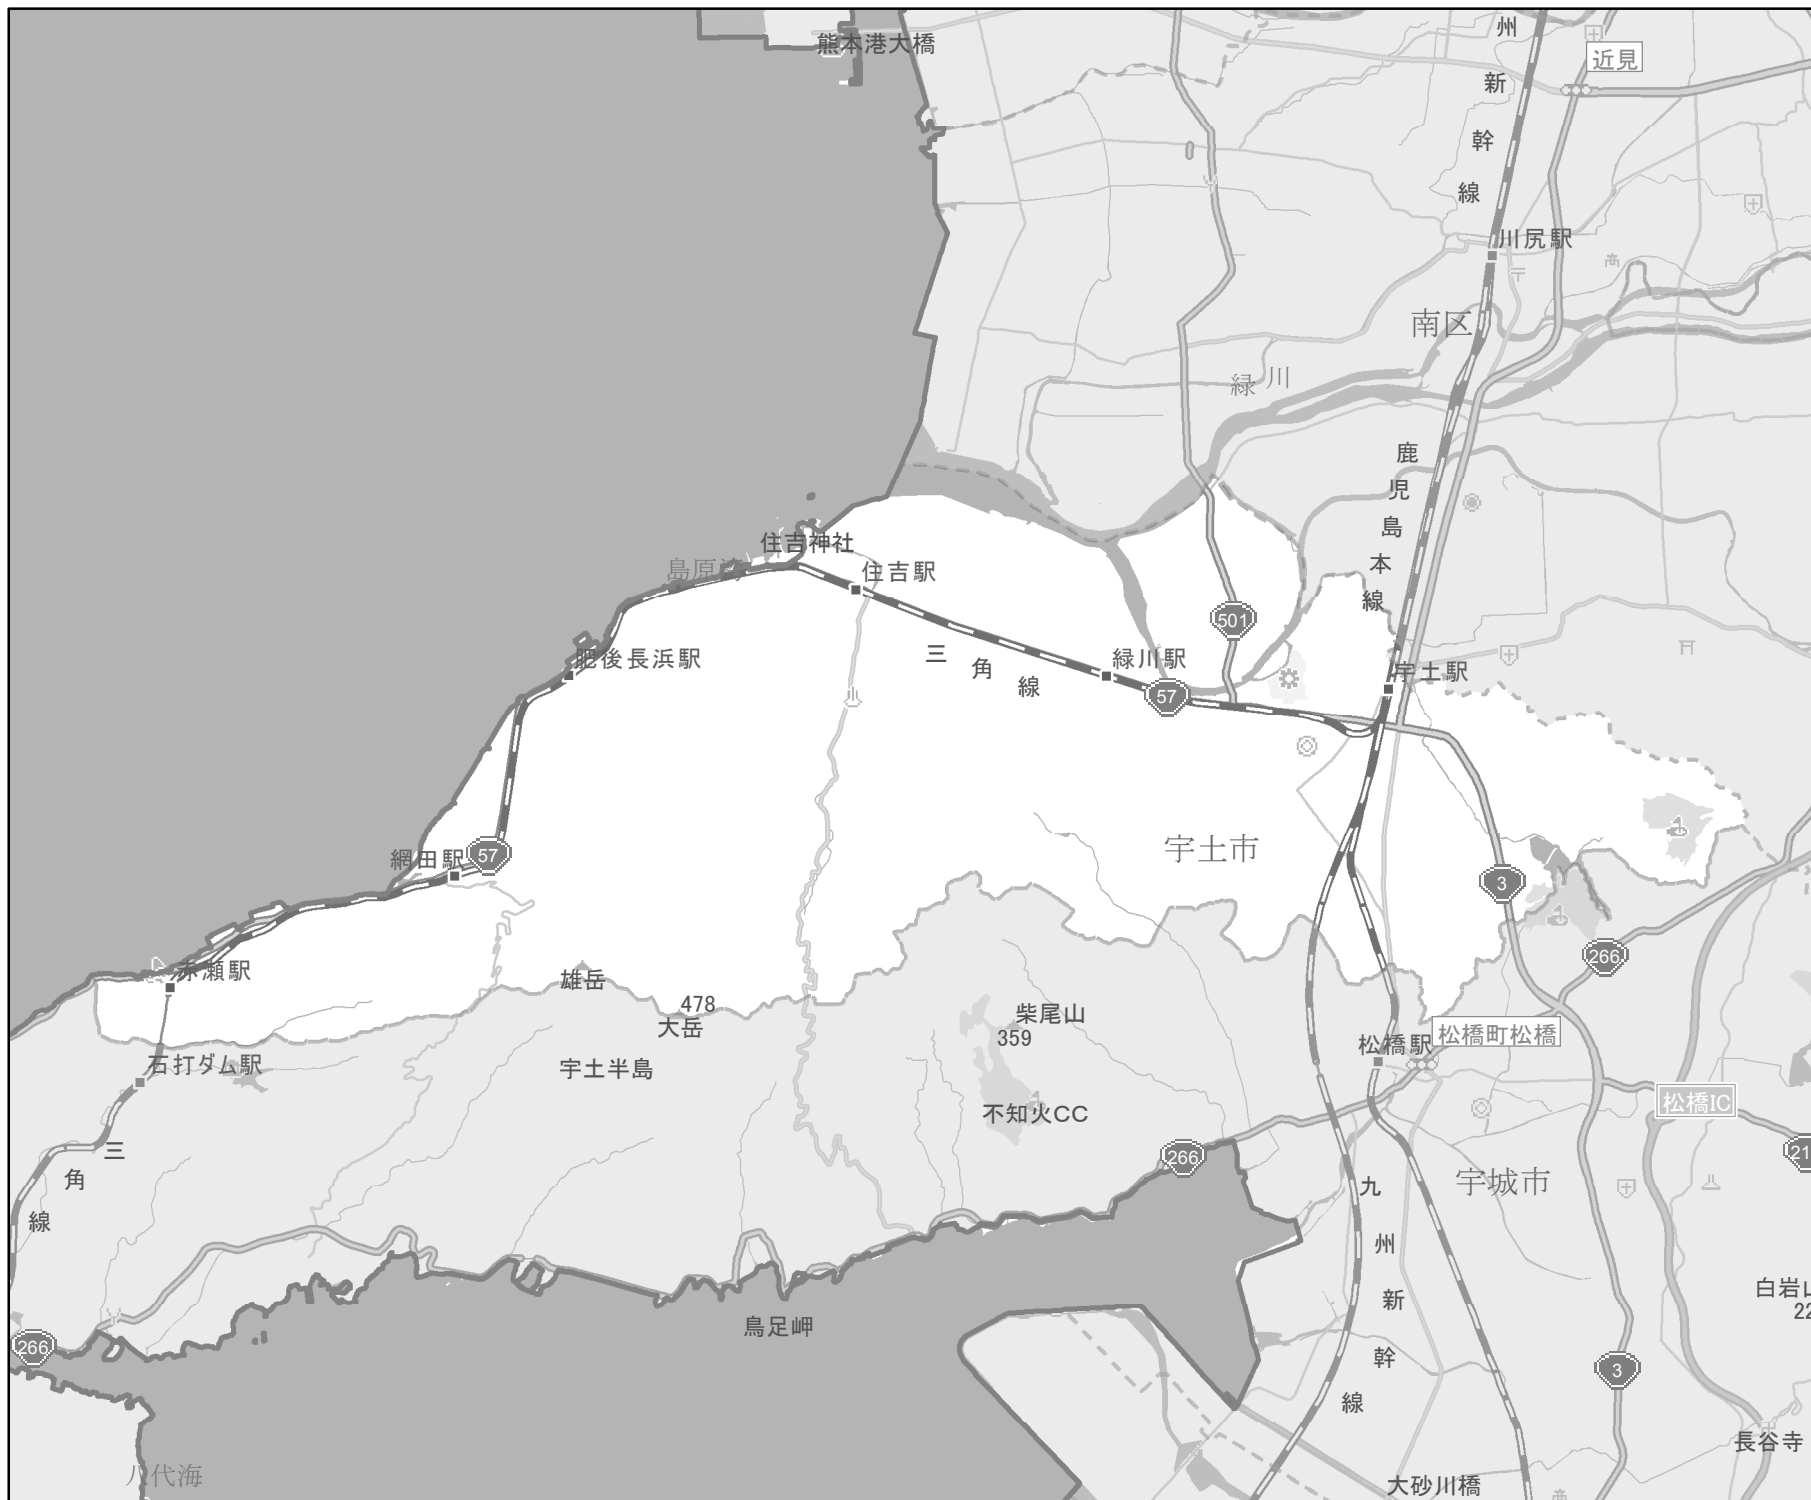 熊本港大橋
州新幹線
近見
川尻駅
南区
緑川
鹿児島本線
住吉神社
島原湾
住吉駅
501
肥後長浜駅
三角線
緑川駅
57
宇土駅
宇土市
網田駅
57
3
266
赤瀬駅
雄岳
478
大岳
柴尾山
359
松橋町松橋
松橋駅
石打ダム駅
宇土半島
不知火CC
松橋IC
三角線
266
21
宇城市
九州新幹線
白岩山
22
鳥足岬
266
3
長谷寺
八代海
大砂川橋